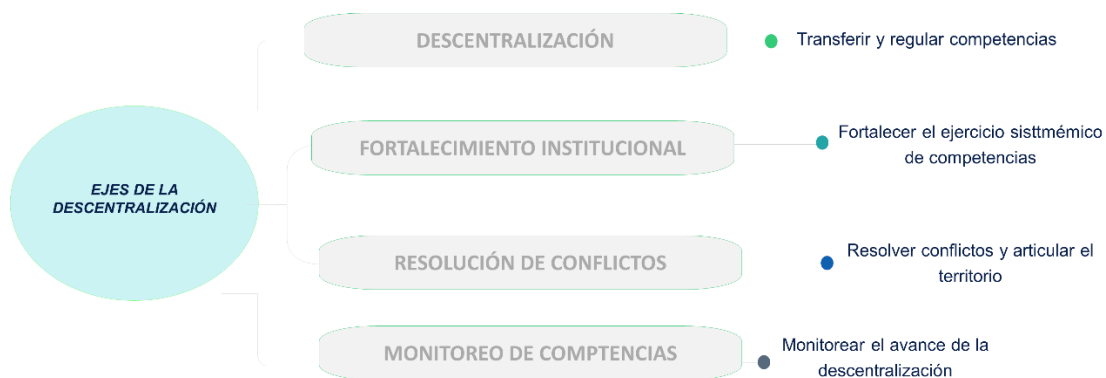 DESCENTRALIZACIÓN
Transferir y regular competencias
FORTALECIMIENTO INSTITUCIONAL
Fortalecer el ejercicio sisttmémico
de competencias
EJES DE LA
DESCENTRALIZACIÓN
RESOLUCIÓN DE CONFLICTOS
Resolver conflictos y articular el
territorio
MONITOREO DE COMPTENCIAS
Monitorear el avance de la
descentralización